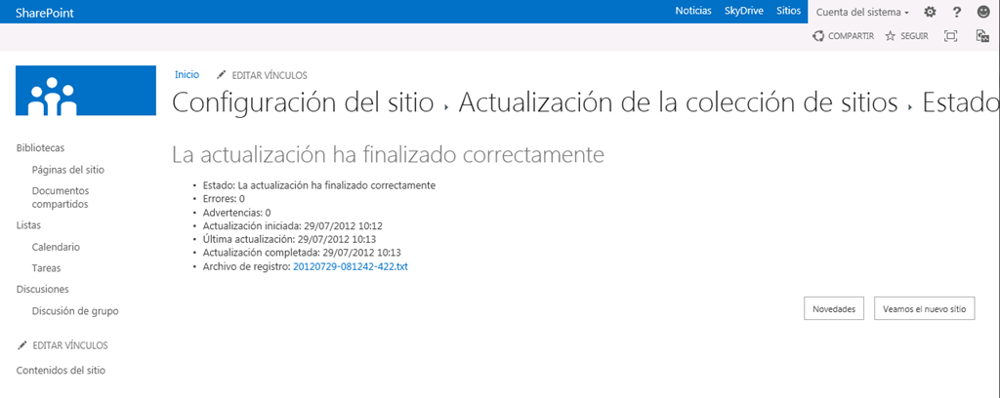 SharePoint
Noticias SkyDrive Sitios Cuenta del sistema
COMPARTIR SEGUIR
Inicio EDITAR VÍNCULOS
Configuración del sitio ▸ Actualización de la colección de sitios ▸ Estado
La actualización ha finalizado correctamente
Bibliotecas
Páginas del sitio
Documentos
compartidos
Listas
Calendario
Tareas
Discusiones
Discusión de grupo
EDITAR VÍNCULOS
Contenidos del sitio
• Estado: La actualización ha finalizado correctamente
• Errores: 0
• Advertencias: 0
• Actualización iniciada: 29/07/2012 10:12
• Última actualización: 29/07/2012 10:13
• Actualización completada: 29/07/2012 10:13
• Archivo de registro: 20120729-081242-422.txt
Novedades Veamos el nuevo sitio